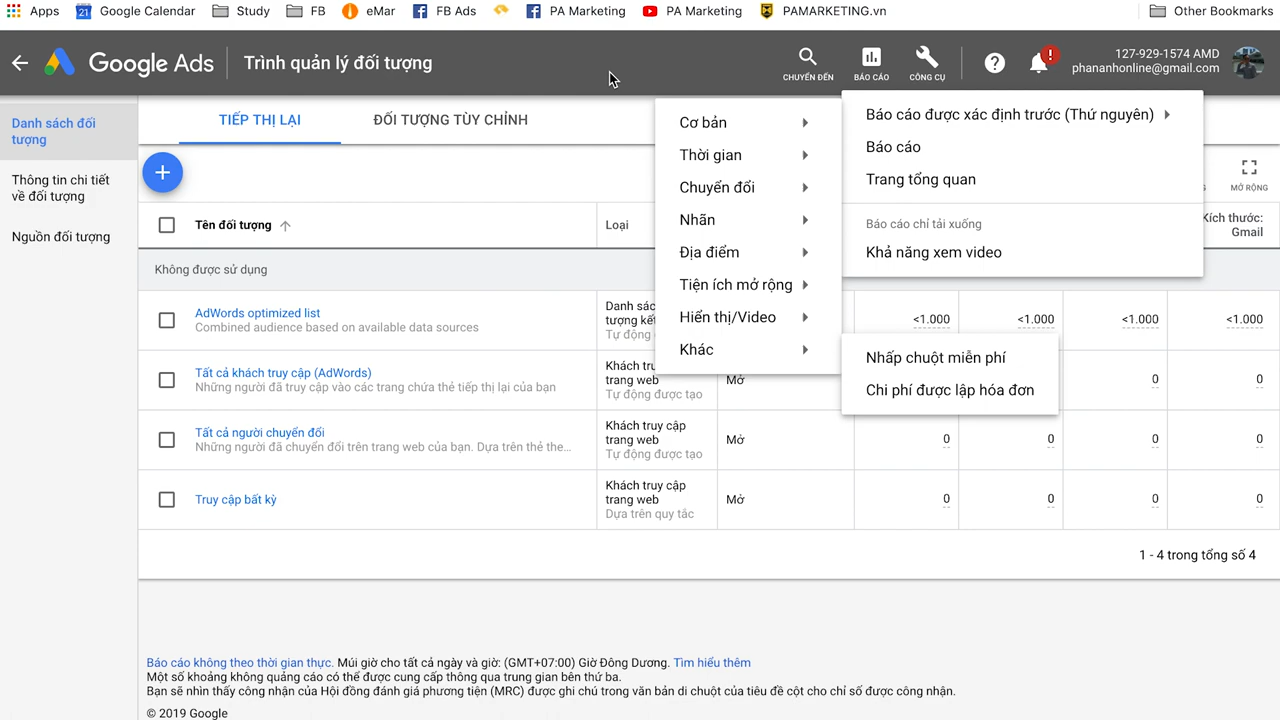 Apps
Google Calendar
Study
FB
eMar
FB Ads
PA Marketing
PA Marketing
PAMARKETING.vn
Other Bookmarks
Google Ads
Trình quản lý đối tượng
CHUYỂN ĐẾN
BÁO CÁO
CÔNG CỤ
127-929-1574 AMD
phananhonline@gmail.com
Danh sách đối
tượng
Thông tin chi tiết
về đối tượng
Nguồn đối tượng
TIẾP THỊ LẠI
ĐỐI TƯỢNG TÙY CHỈNH
Cơ bản
Thời gian
Chuyển đổi
Nhãn
Địa điểm
Tiện ích mở rộng
Hiển thị/Video
Khác
Báo cáo được xác định trước (Thứ nguyên)
Báo cáo
Trang tổng quan
Báo cáo chỉ tải xuống
Khả năng xem video
Nhấp chuột miễn phí
Chi phí được lập hóa đơn
MỞ RỘNG
Tên đối tượng
Loại
Kích thước:
Gmail
Không được sử dụng
AdWords optimized list
Combined audience based on available data sources
Danh sác
tượng kết
Tự động
<1.000
<1.000
<1.000
<1.000
Tất cả khách truy cập (AdWords)
Những người đã truy cập vào các trang chứa thẻ tiếp thị lại của bạn
Khách truy cập
trang web
Tự động được tạo
Mở
0
0
Tất cả người chuyển đổi
Những người đã chuyển đổi trên trang web của bạn. Dựa trên thẻ the...
Khách truy cập
trang web
Tự động được tạo
Mở
0
0
0
0
Truy cập bất kỳ
Khách truy cập
trang web
Dựa trên quy tắc
Mở
0
0
0
0
1 - 4 trong tổng số 4
Báo cáo không theo thời gian thực. Múi giờ cho tất cả ngày và giờ: (GMT+07:00) Giờ Đông Dương. Tìm hiểu thêm
Một số khoảng không quảng cáo có thể được cung cấp thông qua trung gian bên thứ ba.
Bạn sẽ nhìn thấy công nhận của Hội đồng đánh giá phương tiện (MRC) được ghi chú trong văn bản di chuột của tiêu đề cột cho chỉ số được công nhận.
© 2019 Google